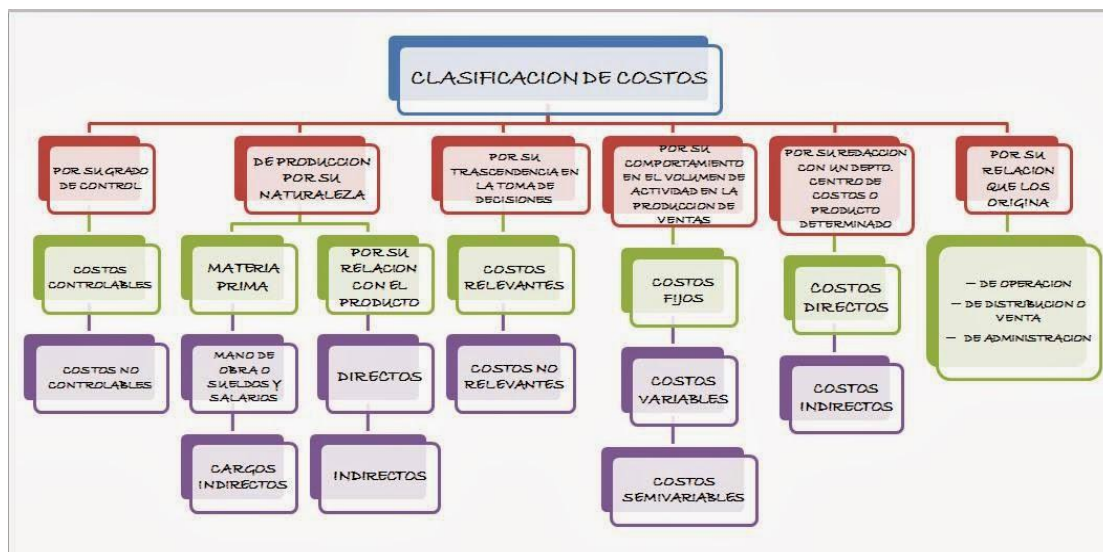 CLASIFICACION DE COSTOS
POR SU GRADO
DE CONTROL
DE PRODUCCION
POR SU
NATURALEZA
POR SU
TRASCENDENCIA EN
LA TOMA DE
DECISIONES
POR SU
COMPORTAMIENTO
EN EL VOLUMEN DE
ACTIVIDAD EN LA
PRODUCCION DE
VENTAS
POR SU REDACCION
CON UN DEPTO.
CENTRO DE
COSTOS O
PRODUCTO
DETERMINADO
POR SU
RELACION
QUE LOS
ORIGINA
COSTOS
CONTROLABLES
MATERIA
PRIMA
POR SU
RELACION
CON EL
PRODUCTO
COSTOS
RELEVANTES
COSTOS
FIJOS
COSTOS
DIRECTOS
– DE OPERACION
– DE DISTRIBUCION O
VENTA
– DE ADMINISTRACION
COSTOS NO
CONTROLABLES
MANO DE
OBRA O
SUELDOS Y
SALARIOS
DIRECTOS
COSTOS NO
RELEVANTES
COSTOS
VARIABLES
COSTOS
INDIRECTOS
CARGOS
INDIRECTOS
INDIRECTOS
COSTOS
SEMIVARIABLES